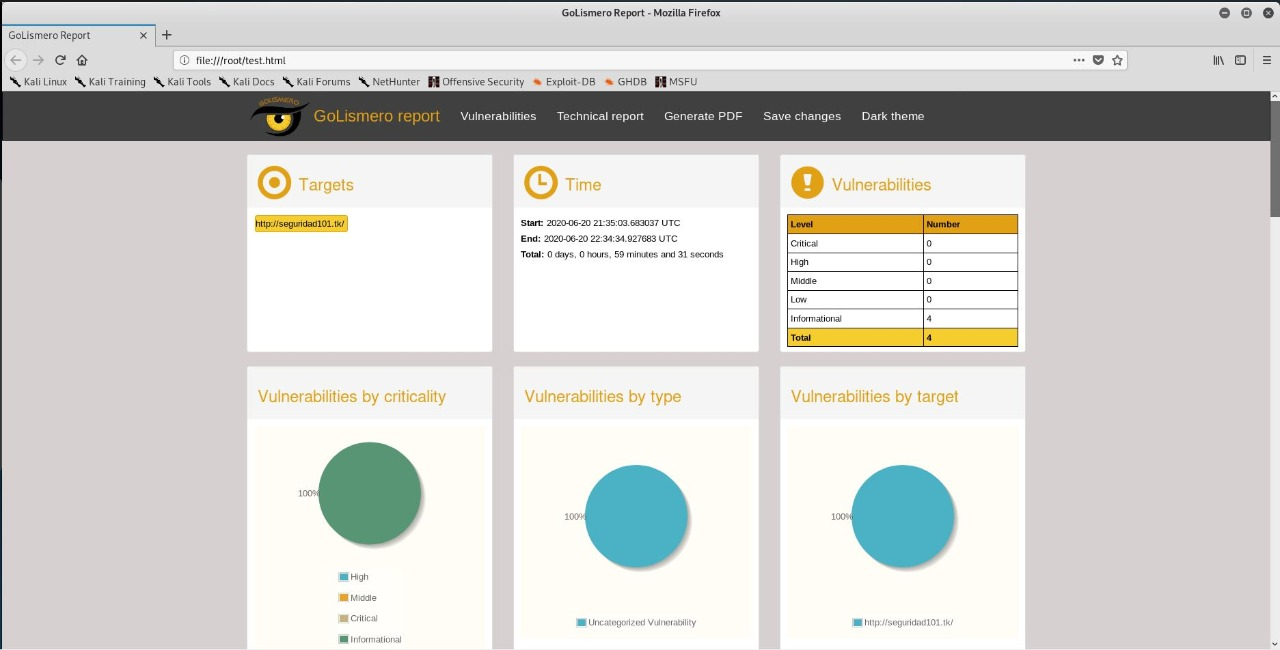 GoLismero Report - Mozilla Firefox
GoLismero Report
file:///root/test.html
Kali Linux Kali Training Kali Tools Kali Docs Kali Forums NetHunter Offensive Security Exploit-DB GHDB MSFU
GOLISMERO
GoLismero report Vulnerabilities Technical report Generate PDF Save changes Dark theme
Targets
http://seguridad101.tk/
Time
Start: 2020-06-20 21:35:03.683037 UTC
End: 2020-06-20 22:34:34.927683 UTC
Total: 0 days, 0 hours, 59 minutes and 31 seconds
Vulnerabilities
Level Number
Critical 0
High 0
Middle 0
Low 0
Informational 4
Total 4
Vulnerabilities by criticality
100%
High
Middle
Critical
Informational
Vulnerabilities by type
100%
Uncategorized Vulnerability
Vulnerabilities by target
100%
http://seguridad101.tk/